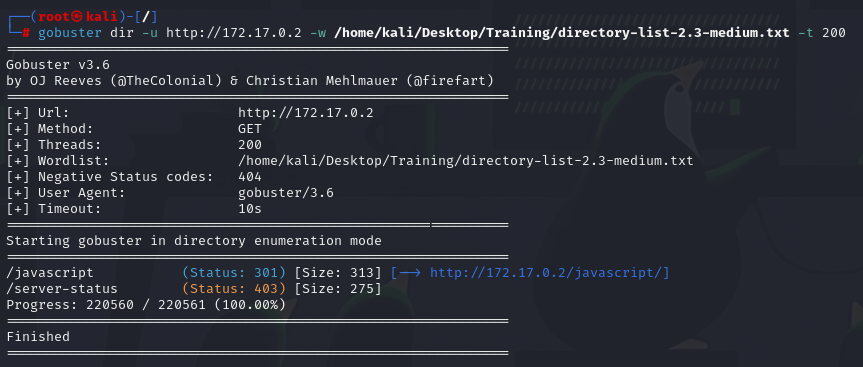 ┌──(root㉿kali)-[/]
└─# gobuster dir -u http://172.17.0.2 -w /home/kali/Desktop/Training/directory-list-2.3-medium.txt -t 200
===============================================================
Gobuster v3.6
by OJ Reeves (@TheColonial) & Christian Mehlmauer (@firefart)
===============================================================
[+] Url:                     http://172.17.0.2
[+] Method:                  GET
[+] Threads:                 200
[+] Wordlist:                /home/kali/Desktop/Training/directory-list-2.3-medium.txt
[+] Negative Status codes:   404
[+] User Agent:              gobuster/3.6
[+] Timeout:                 10s
===============================================================
Starting gobuster in directory enumeration mode
===============================================================
/javascript           (Status: 301) [Size: 313] [--> http://172.17.0.2/javascript/]
/server-status        (Status: 403) [Size: 275]
Progress: 220560 / 220561 (100.00%)
===============================================================
Finished
===============================================================